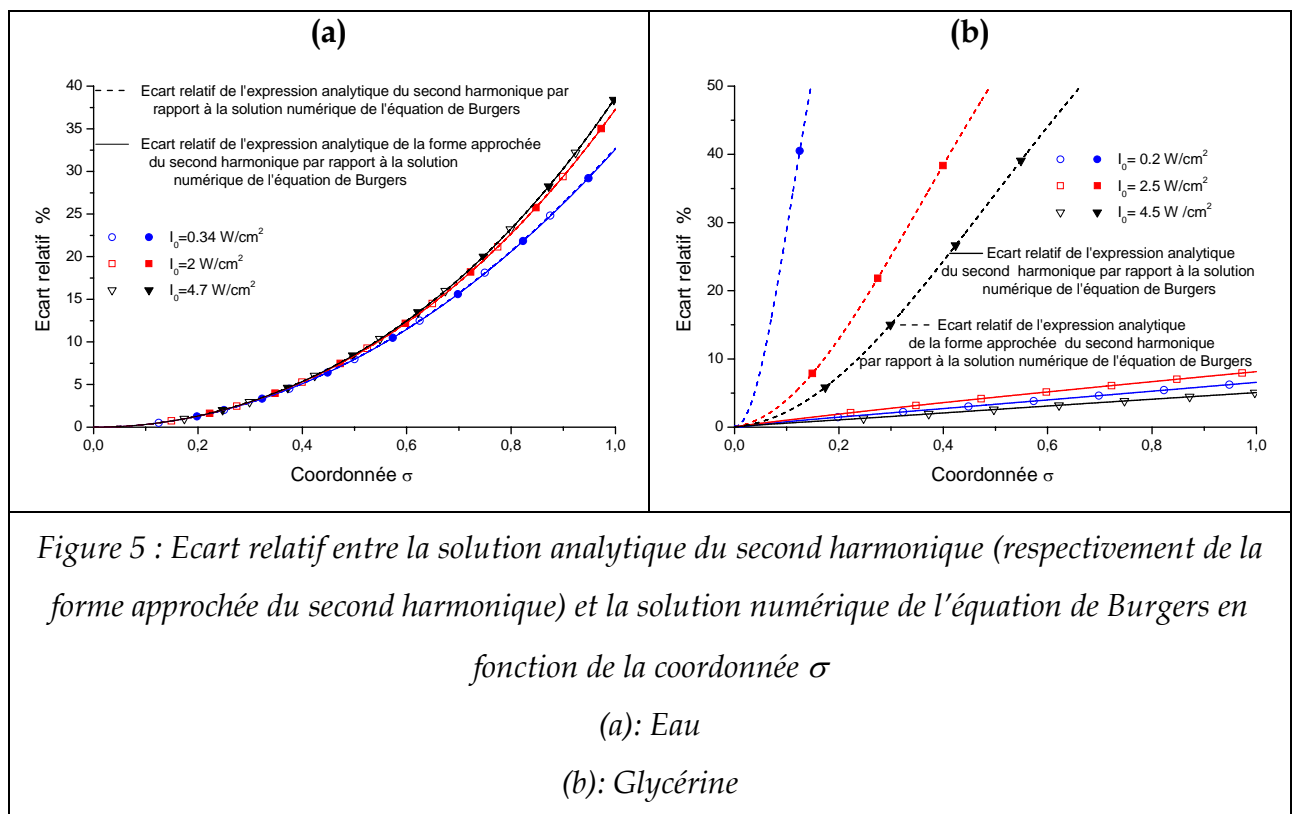 (a)
40
35
30
25
20
15
10
5
0
Ecart relatif %
Ecart relatif de l'expression analytique du second harmonique par
rapport à la solution numérique de l'équation de Burgers
Ecart relatif de l'expression analytique de la forme approchée
du second harmonique par rapport à la solution
numérique de l'équation de Burgers
I0=0.34 W/cm2
I0=2 W/cm2
I0=4.7 W/cm2
0,0 0,2 0,4 0,6 0,8 1,0
Coordonnée σ
(b)
50
40
30
20
10
0
Ecart relatif %
I0= 0.2 W/cm2
I0= 2.5 W/cm2
I0= 4.5 W /cm2
Ecart relatif de l'expression analytique
du second harmonique par rapport à la solution
numérique de l'équation de Burgers
Ecart relatif de l'expression analytique
de la forme approchée du second harmonique
par rapport à la solution numérique de l'équation de Burgers
0,0 0,2 0,4 0,6 0,8 1,0
Coordonnée σ
Figure 5 : Ecart relatif entre la solution analytique du second harmonique (respectivement de la
forme approchée du second harmonique) et la solution numérique de l'équation de Burgers en
fonction de la coordonnée σ
(a): Eau
(b): Glycérine